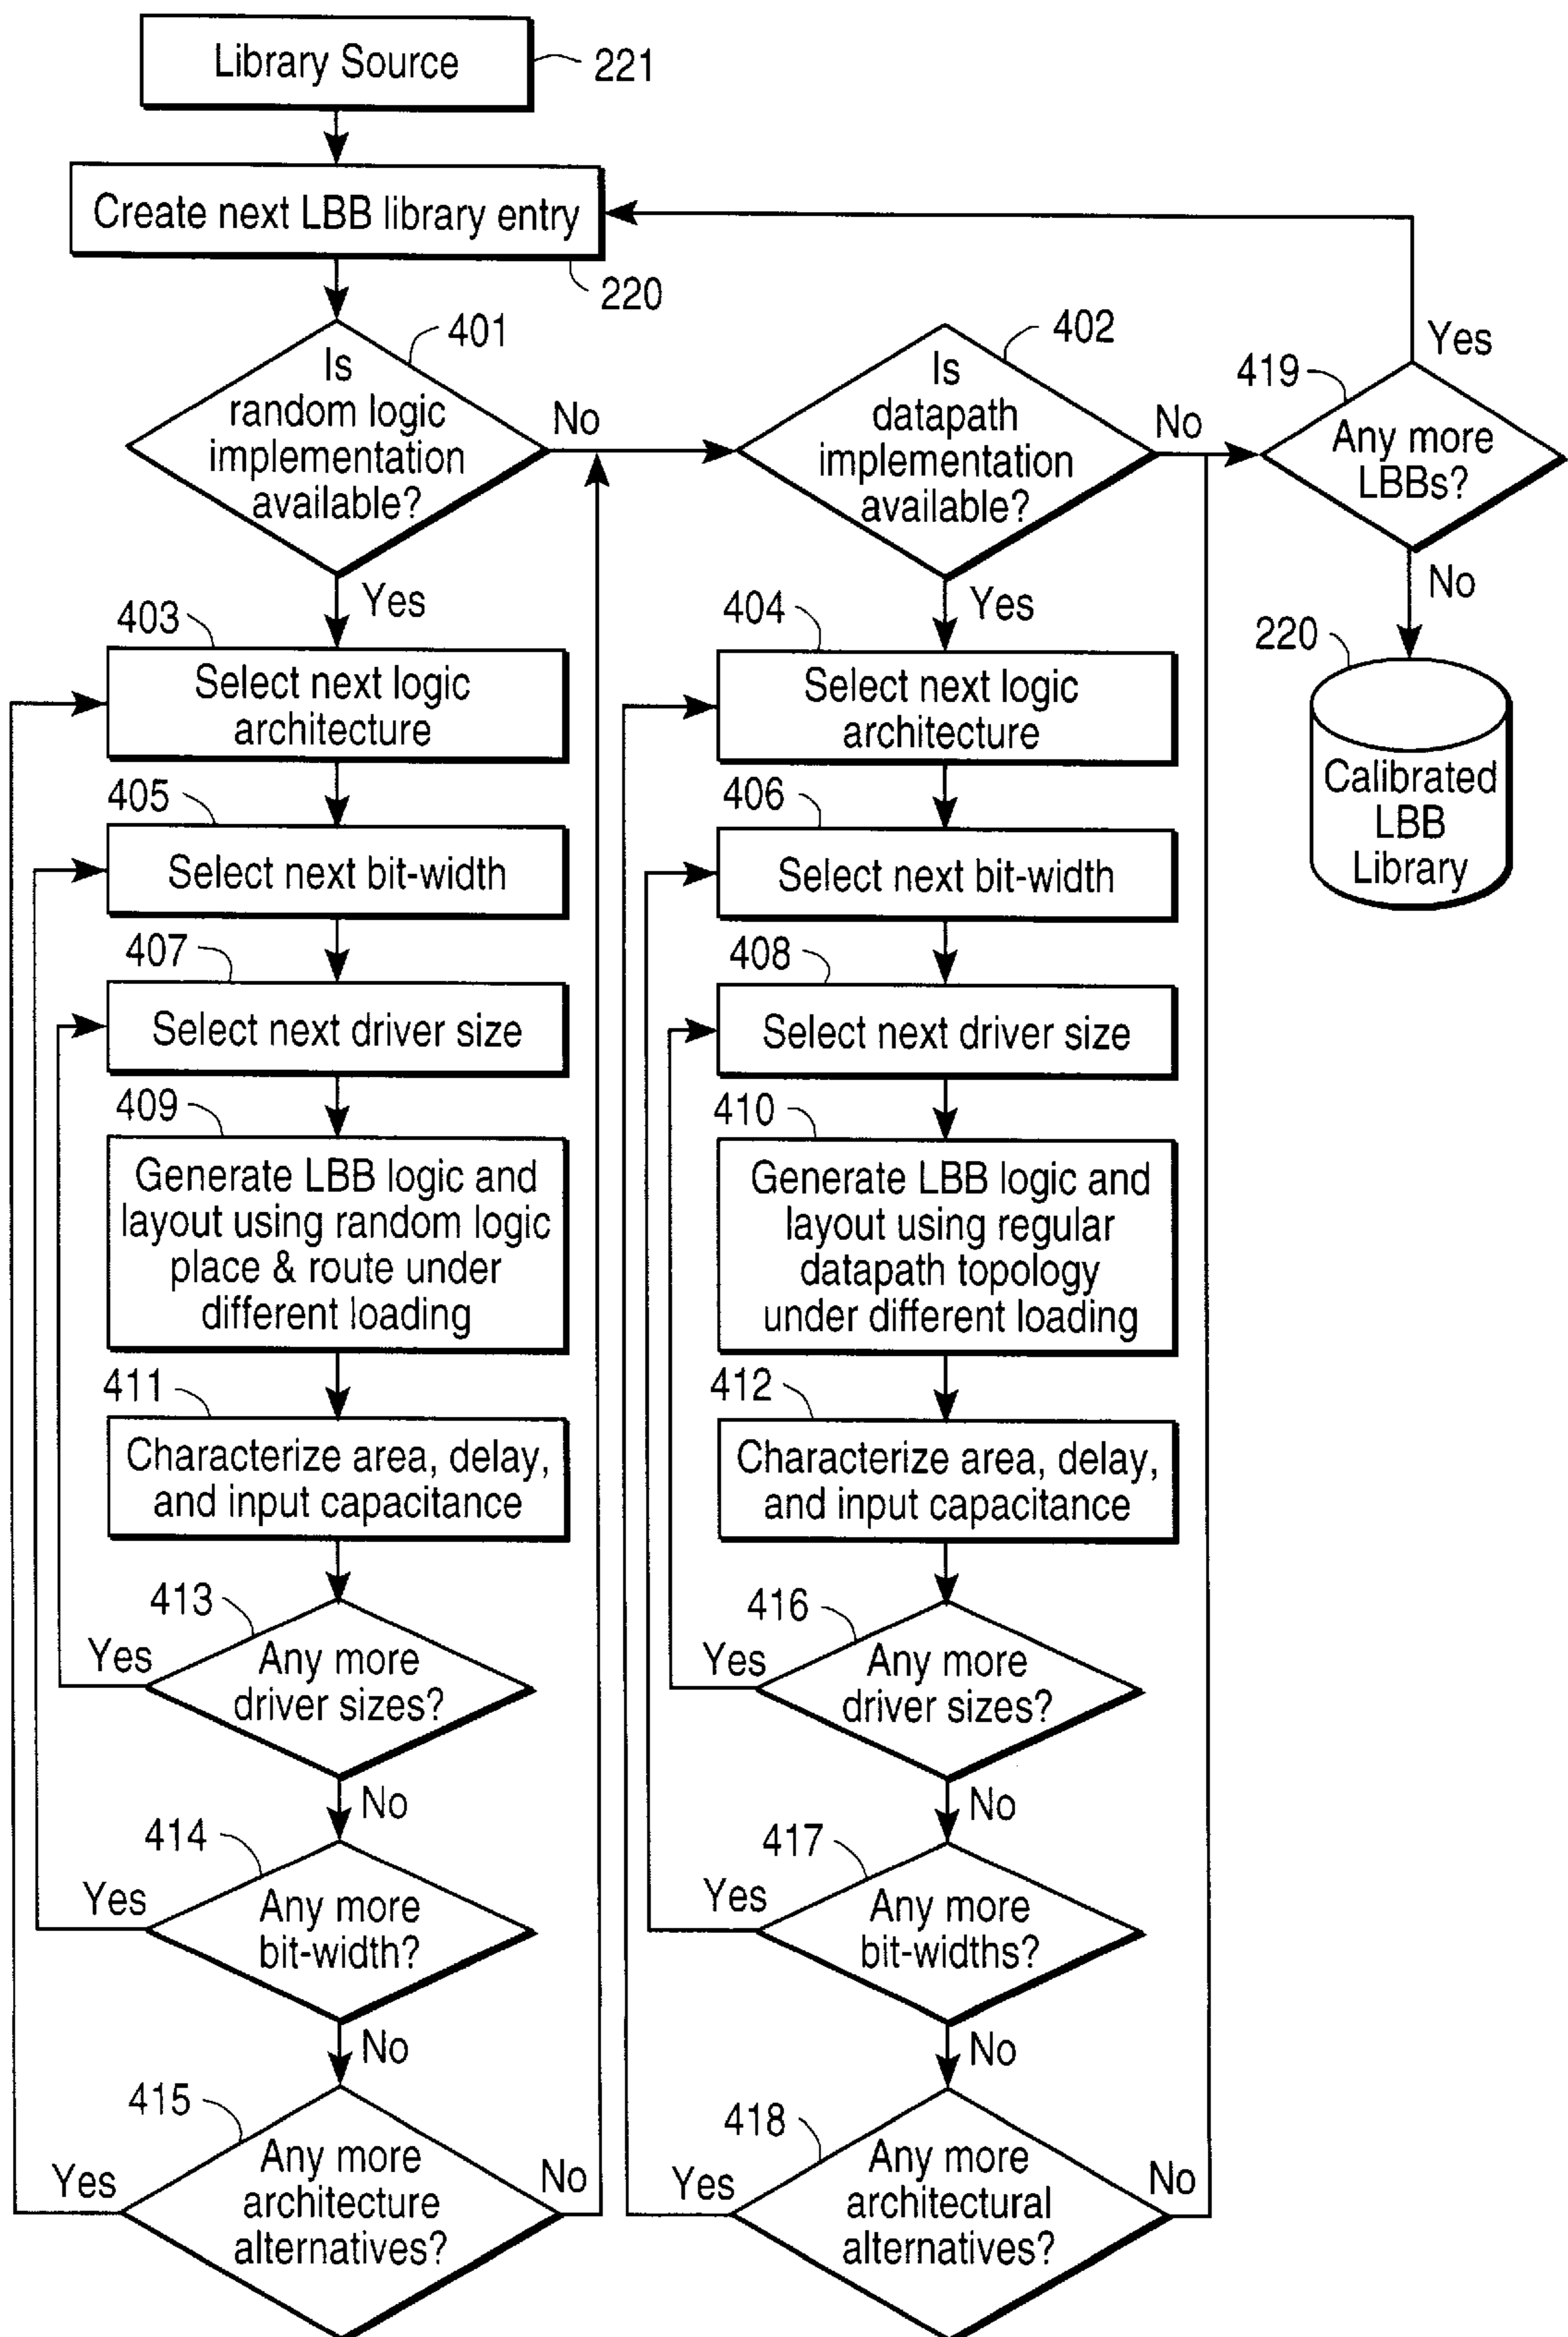 Library Source
221
Create next LBB library entry
220
401
Is
random logic
implementation
available?
No
Yes
402
Is
datapath
implementation
available?
No
Yes
419
Any more
LBBs?
Yes
No
220
Calibrated
LBB
Library
403
Select next logic
architecture
405
Select next bit-width
407
Select next driver size
409
Generate LBB logic and
layout using random logic
place & route under
different loading
411
Characterize area, delay,
and input capacitance
413
Any more
driver sizes?
Yes
No
414
Any more
bit-width?
Yes
No
415
Any more
architecture
alternatives?
Yes
No
404
Select next logic
architecture
406
Select next bit-width
408
Select next driver size
410
Generate LBB logic and
layout using regular
datapath topology
under different loading
412
Characterize area, delay,
and input capacitance
416
Any more
driver sizes?
Yes
No
417
Any more
bit-widths?
Yes
No
418
Any more
architectural
alternatives?
Yes
No